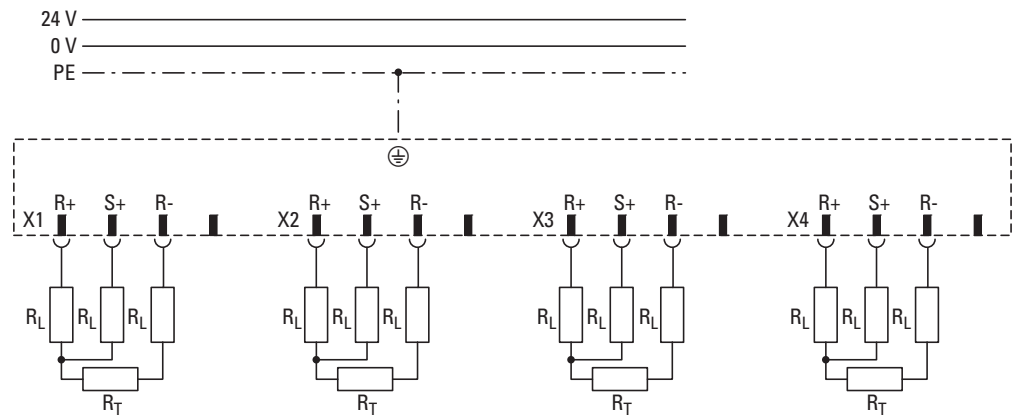 24 V
0 V
PE
X1 R+ S+ R- X2 R+ S+ R- X3 R+ S+ R- X4 R+ S+ R-
RL RL RL RL RL RL RL RL RL RL RL RL
RT RT RT RT